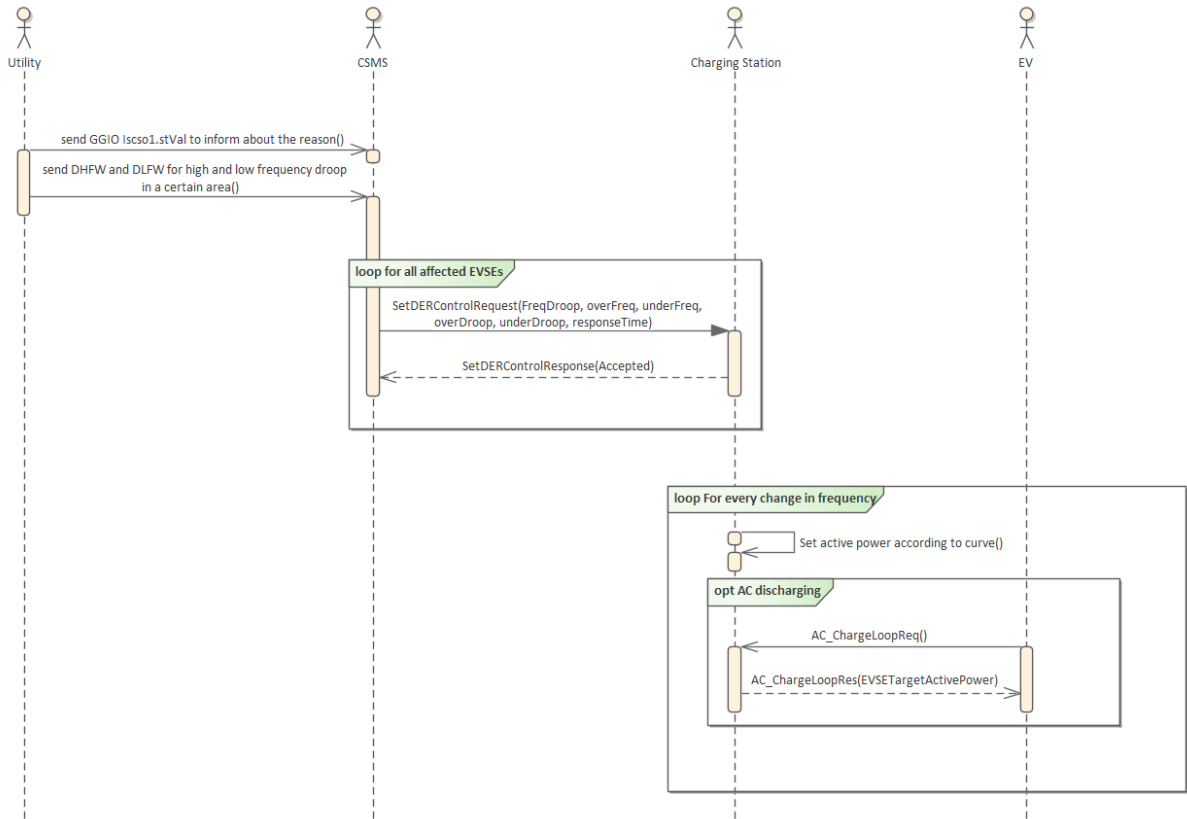 Utility
CSMS
Charging Station
EV
send GGIO Iscso1.stVal to inform about the reason()
send DHFW and DLFW for high and low frequency droop
in a certain area()
loop for all affected EVSEs
SetDERControlRequest(FreqDroop, overFreq, underFreq,
overDroop, underDroop, responseTime)
SetDERControlResponse(Accepted)
loop For every change in frequency
Set active power according to curve()
opt AC discharging
AC_ChargeLoopReq()
AC_ChargeLoopRes(EVSETargetActivePower)